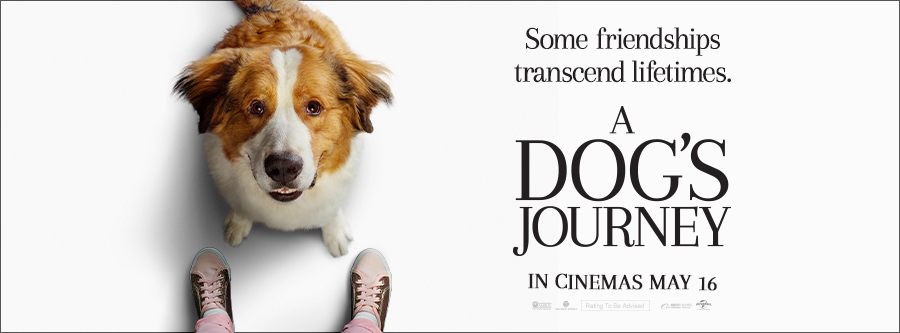 Some friendships
transcend lifetimes.
A
DOG'S
JOURNEY
IN CINEMAS MAY 16
Rating To Be Advised